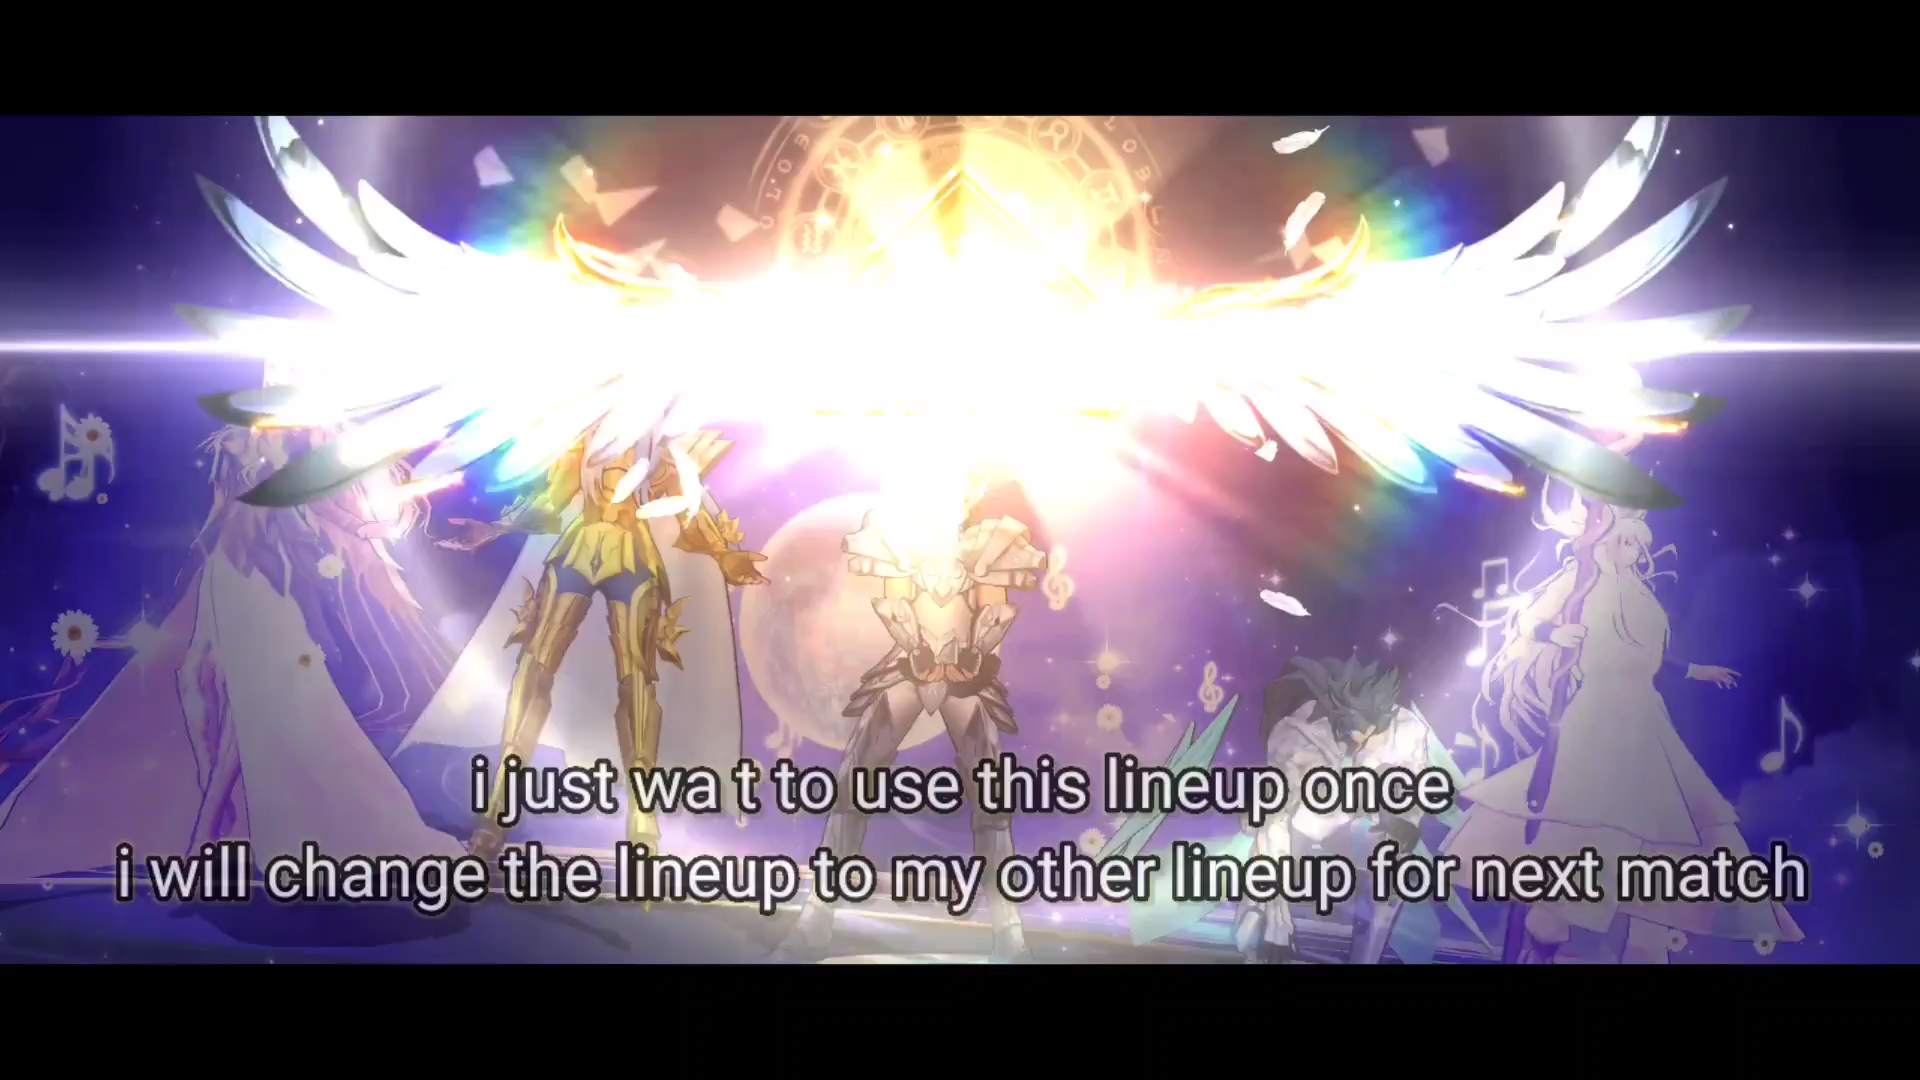 i just wa t to use this lineup once
i will change the lineup to my other lineup for next match